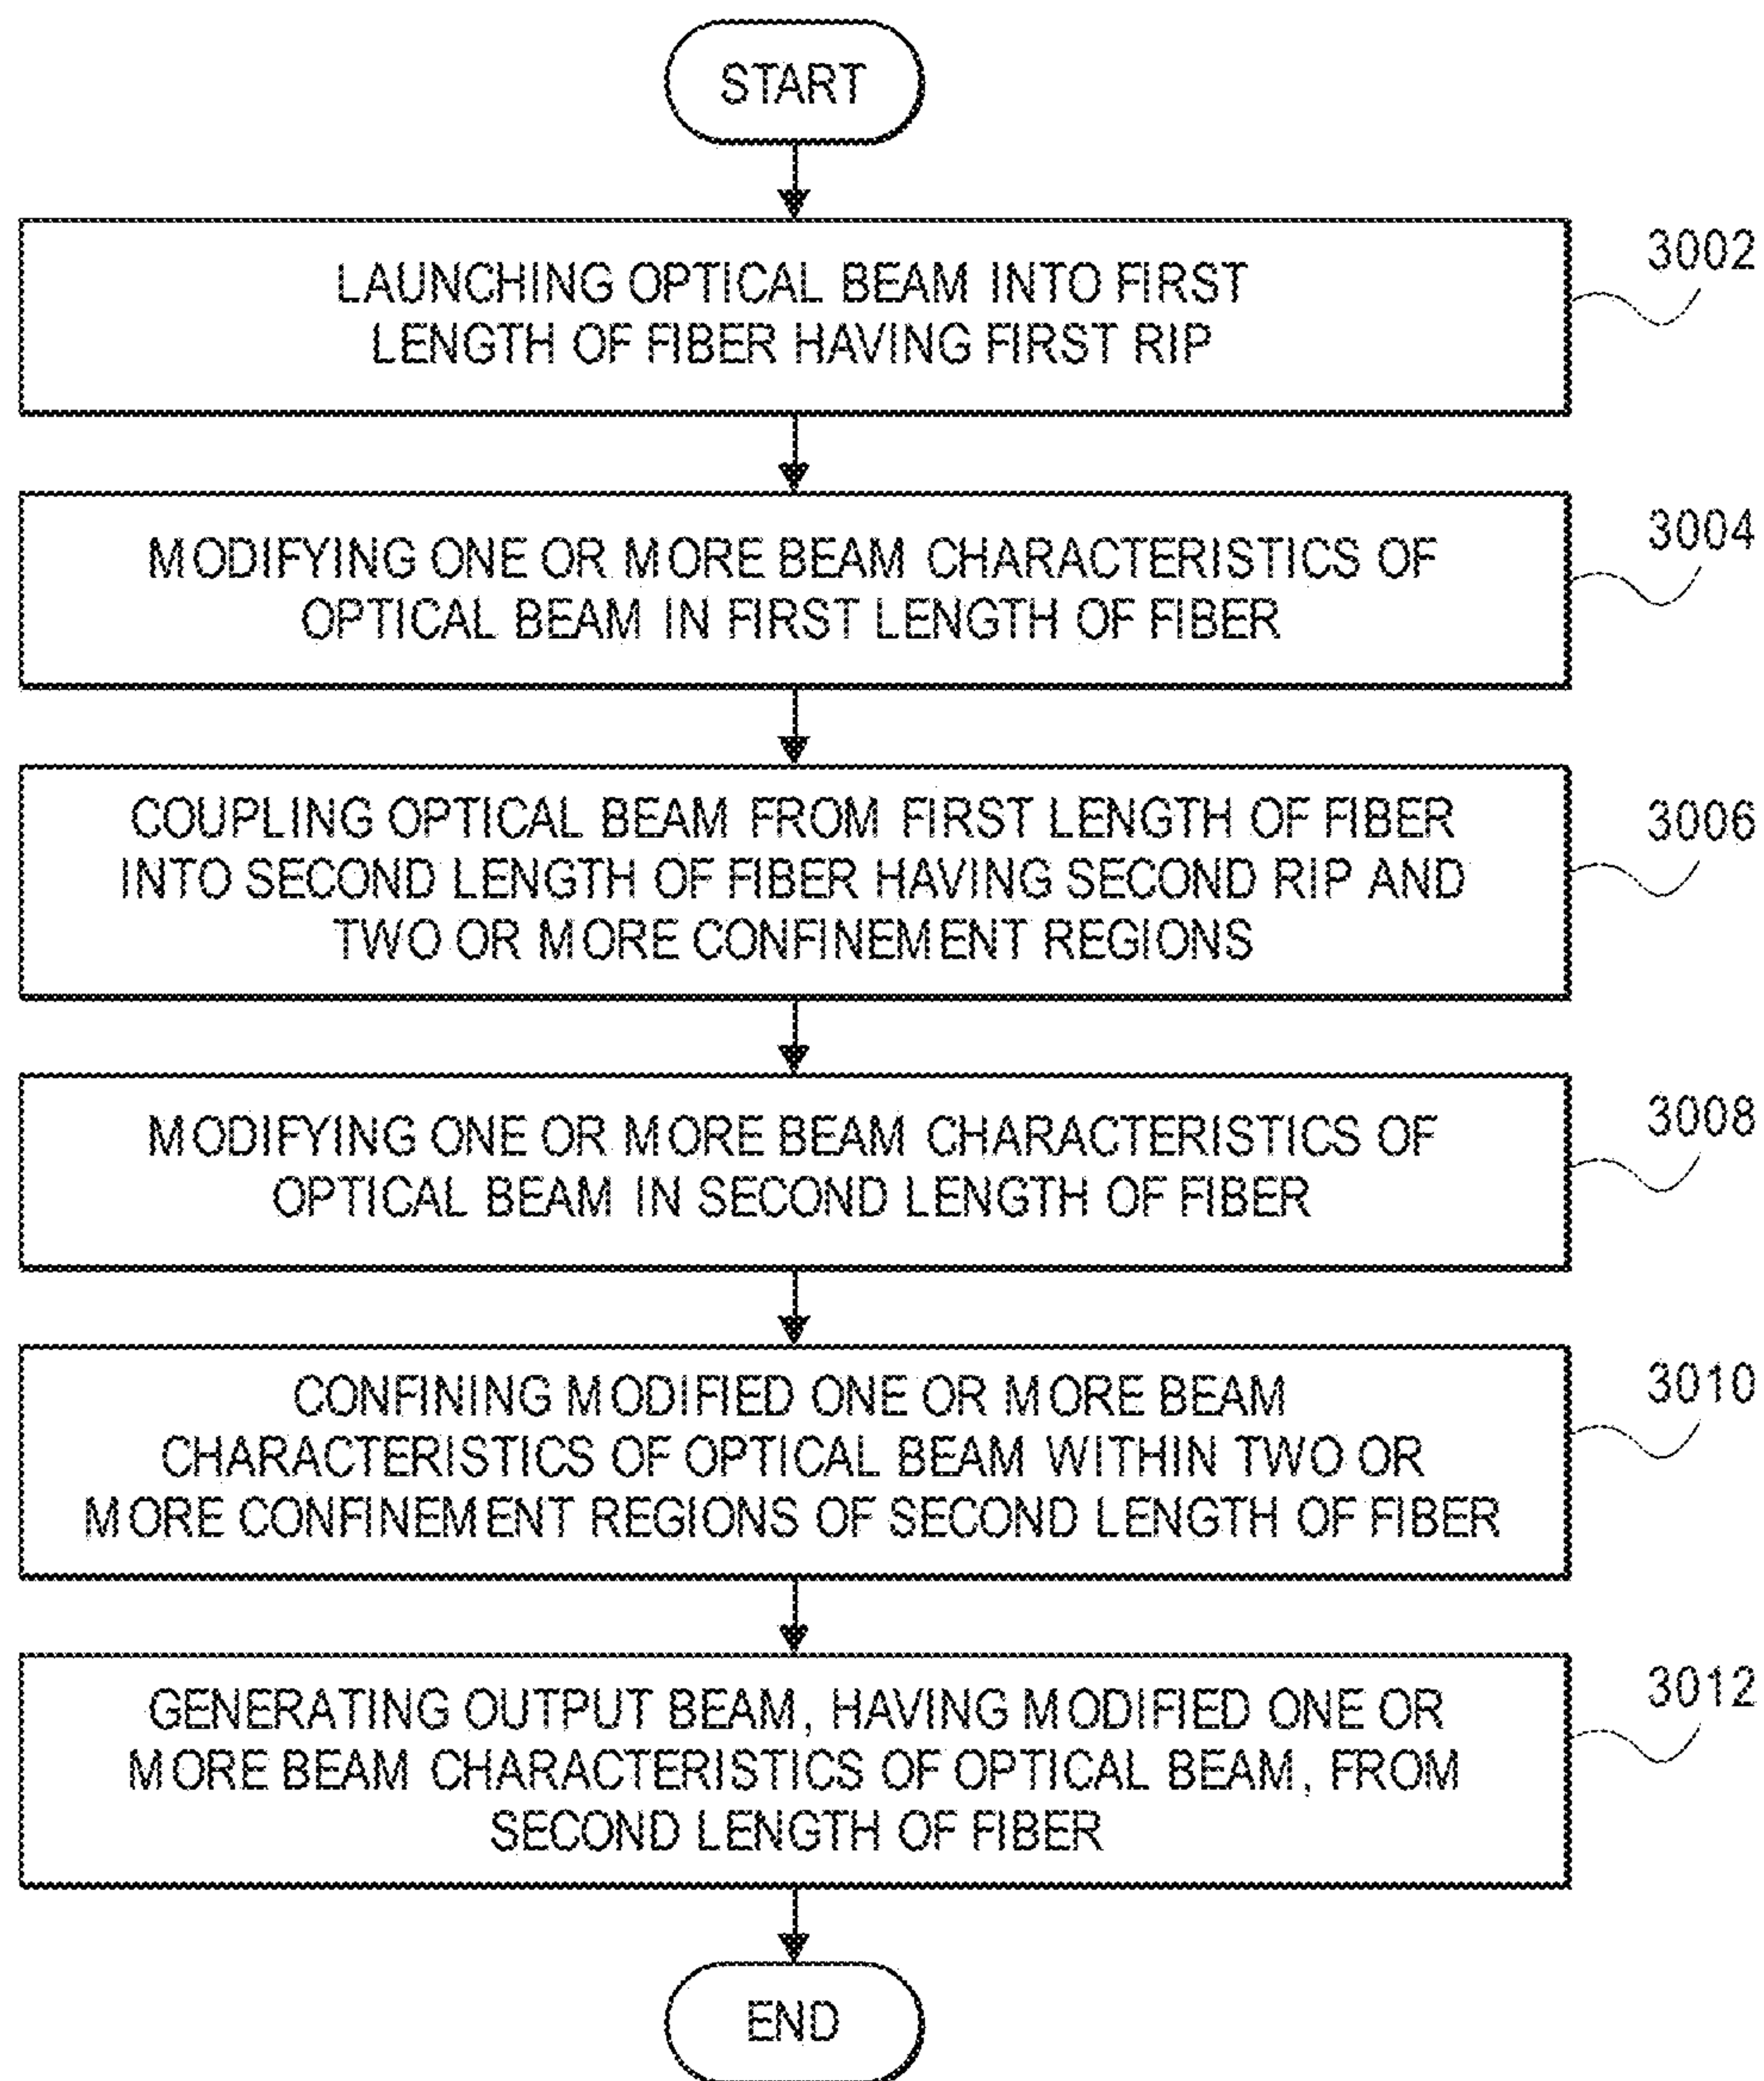 START
LAUNCHING OPTICAL BEAM INTO FIRST
LENGTH OF FIBER HAVING FIRST RIP
3002
MODIFYING ONE OR MORE BEAM CHARACTERISTICS OF
OPTICAL BEAM IN FIRST LENGTH OF FIBER
3004
COUPLING OPTICAL BEAM FROM FIRST LENGTH OF FIBER
INTO SECOND LENGTH OF FIBER HAVING SECOND RIP AND
TWO OR MORE CONFINEMENT REGIONS
3006
MODIFYING ONE OR MORE BEAM CHARACTERISTICS OF
OPTICAL BEAM IN SECOND LENGTH OF FIBER
3008
CONFINING MODIFIED ONE OR MORE BEAM
CHARACTERISTICS OF OPTICAL BEAM WITHIN TWO OR
MORE CONFINEMENT REGIONS OF SECOND LENGTH OF FIBER
3010
GENERATING OUTPUT BEAM, HAVING MODIFIED ONE OR
MORE BEAM CHARACTERISTICS OF OPTICAL BEAM, FROM
SECOND LENGTH OF FIBER
3012
END